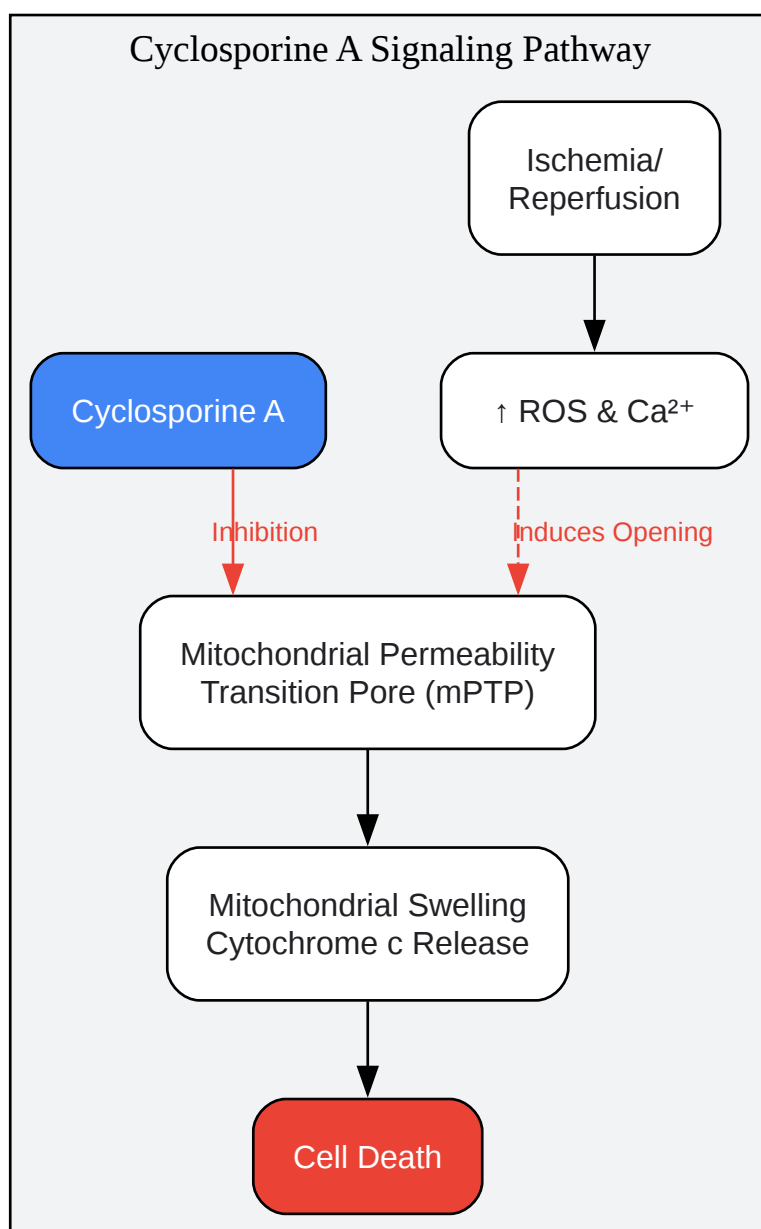 Cyclosporine A Signaling Pathway
Ischemia/
Reperfusion
Cyclosporine A
↑ ROS & Ca²⁺
Inhibition
Induces Opening
Mitochondrial Permeability
Transition Pore (mPTP)
Mitochondrial Swelling
Cytochrome c Release
Cell Death